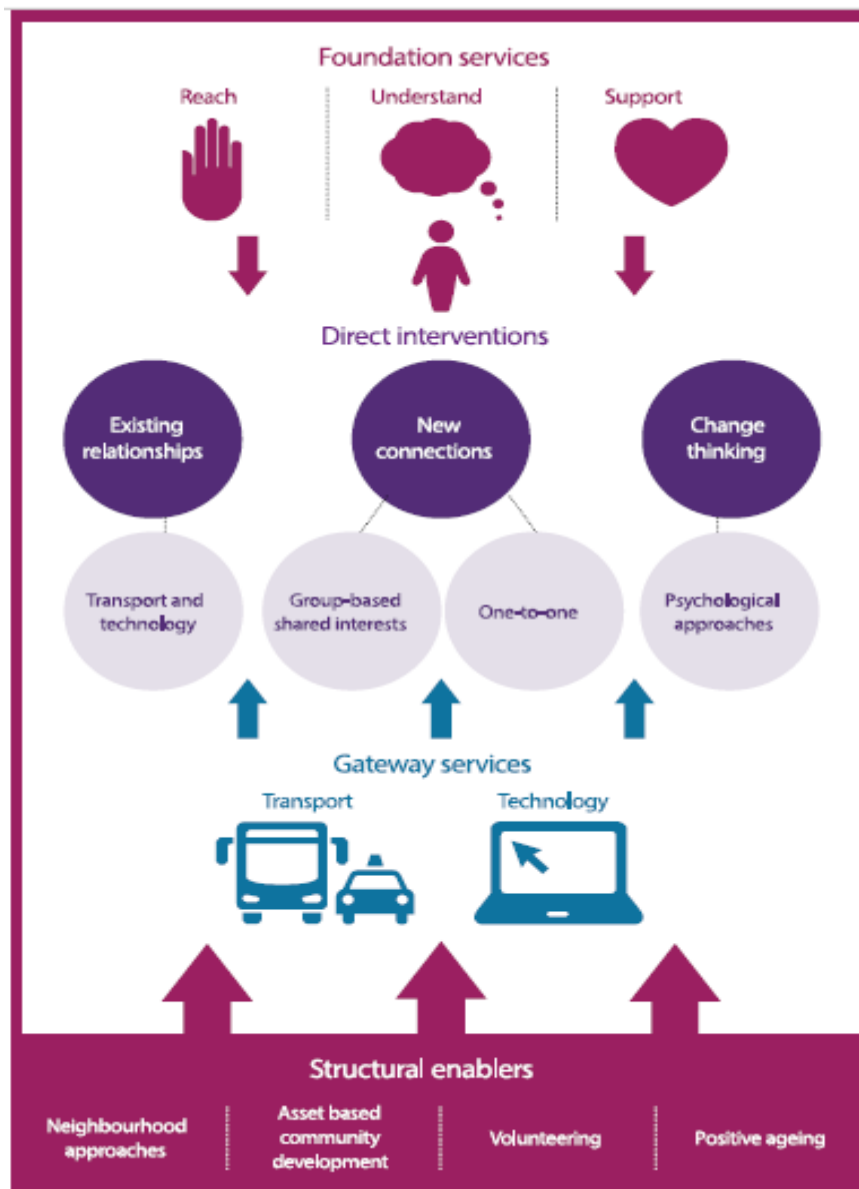 Foundation services
Reach
Understand
Support
Direct interventions
Existing
relationships
New
connections
Change
thinking
Transport and
technology
Group-based
shared interests
One-to-one
Psychological
approaches
Gateway services
Transport
Technology
Structural enablers
Neighbourhood
approaches
Asset based
community
development
Volunteering
Positive ageing